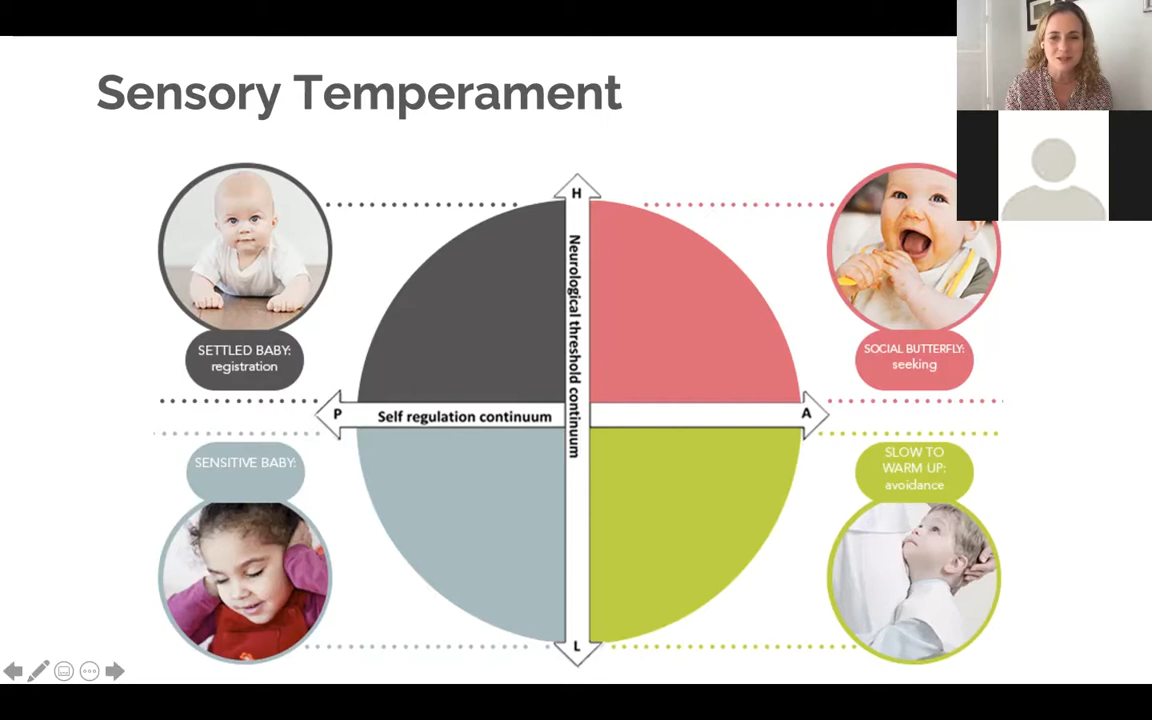 Sensory Temperament
H
Neurological threshold continuum
SETTLED BABY:
registration
SOCIAL BUTTERFLY:
seeking
P
Self regulation continuum
A
SENSITIVE BABY:
SLOW TO
WARM UP:
avoidance
L